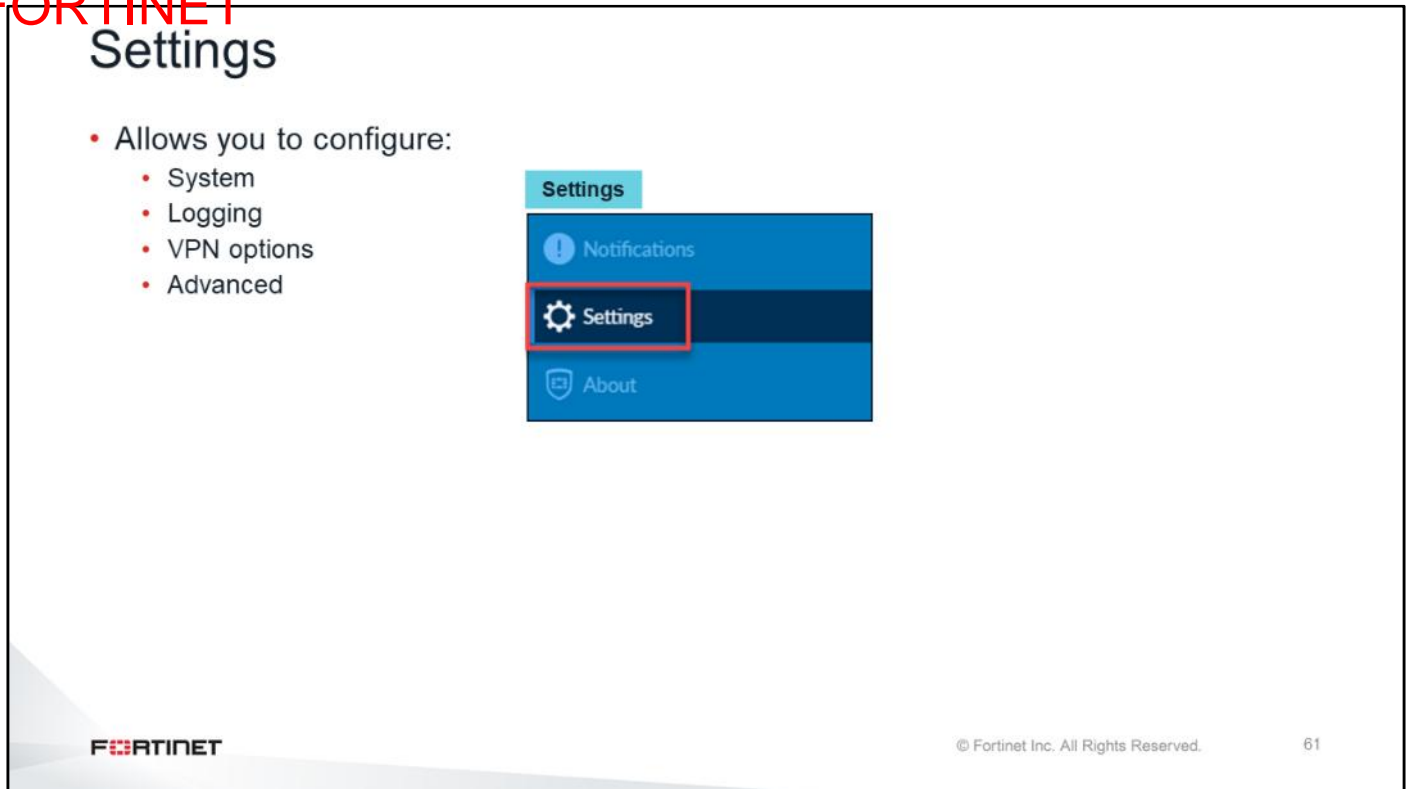 FORTINET
Settings
• Allows you to configure:
• System
• Logging
• VPN options
• Advanced
Settings
Notifications
Settings
About
FORTINET
© Fortinet Inc. All Rights Reserved.
61